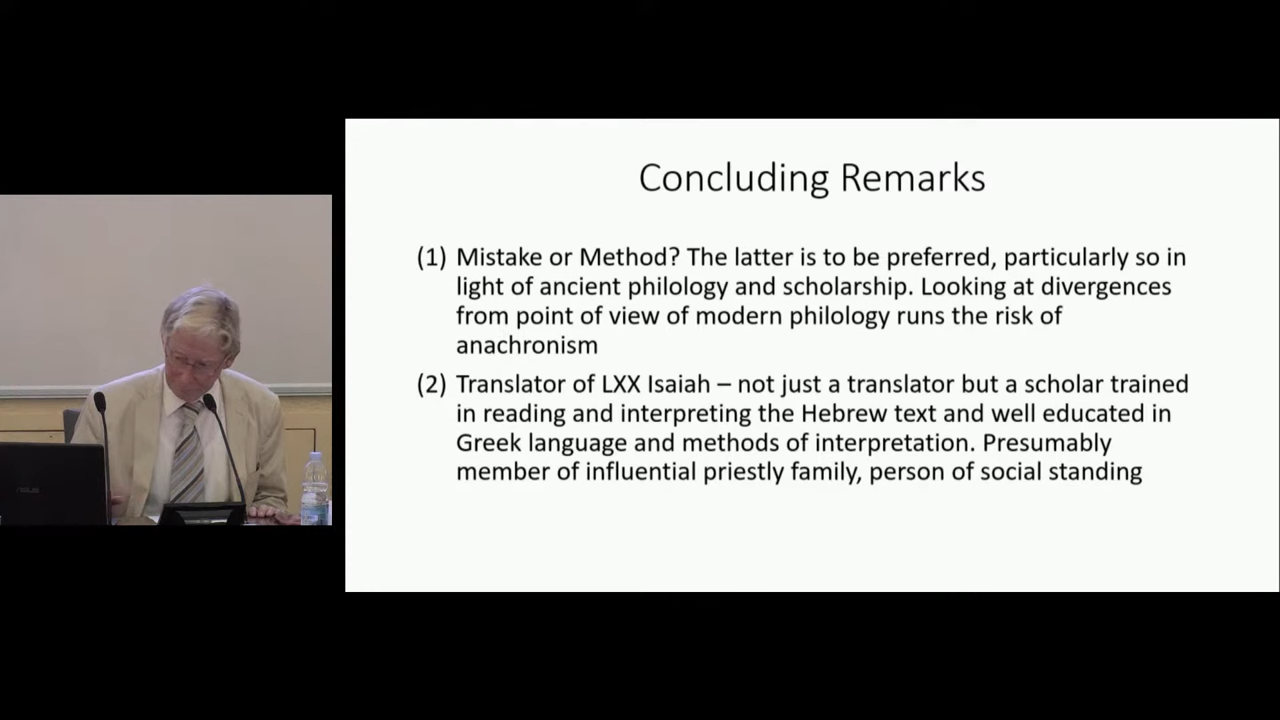 Concluding Remarks
(1) Mistake or Method? The latter is to be preferred, particularly so in
light of ancient philology and scholarship. Looking at divergences
from point of view of modern philology runs the risk of
anachronism
(2) Translator of LXX Isaiah – not just a translator but a scholar trained
in reading and interpreting the Hebrew text and well educated in
Greek language and methods of interpretation. Presumably
member of influential priestly family, person of social standing
ASUS